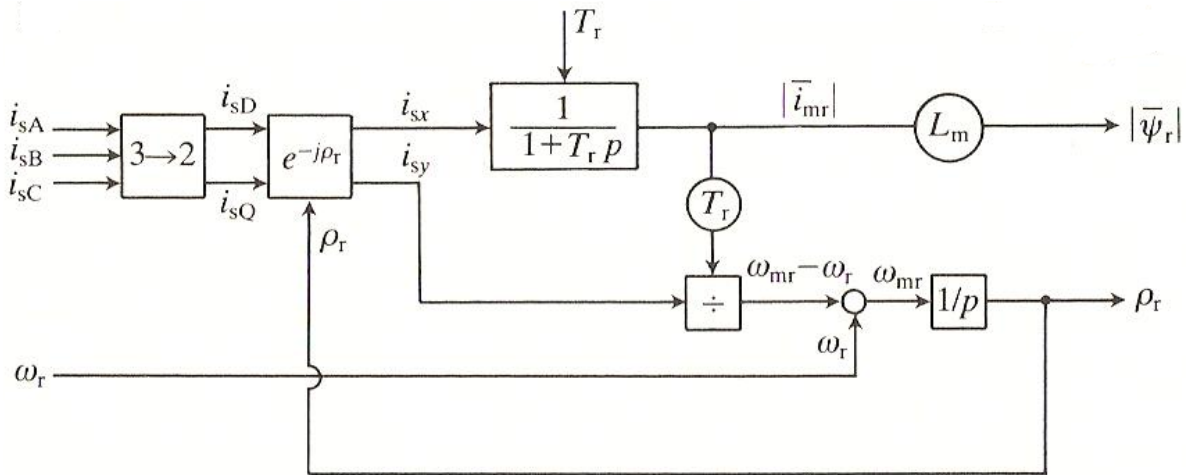 T_r
i_sA
i_sB
i_sC
3→2
i_sD
i_sQ
e^{-jρ_r}
i_sx
i_sy
1
1+T_r p
|i̅_mr|
L_m
|ψ̅_r|
ρ_r
T_r
÷
ω_mr−ω_r
ω_mr
1/p
ρ_r
ω_r
ω_r